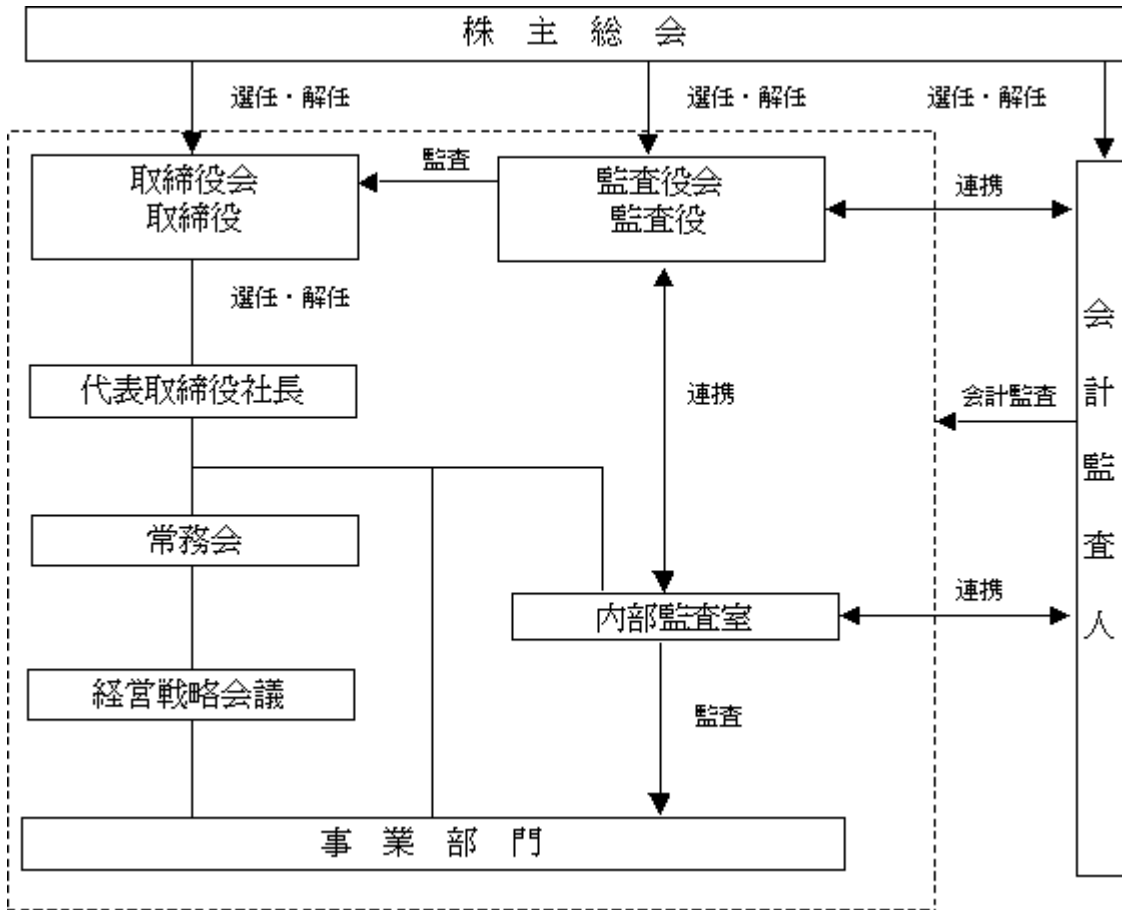 株主総会
選任・解任
選任・解任
選任・解任
取締役会
取締役
監査
監査役会
監査役
連携
選任・解任
会計監査人
代表取締役社長
連携
会計監査
常務会
内部監査室
連携
経営戦略会議
監査
事業部門